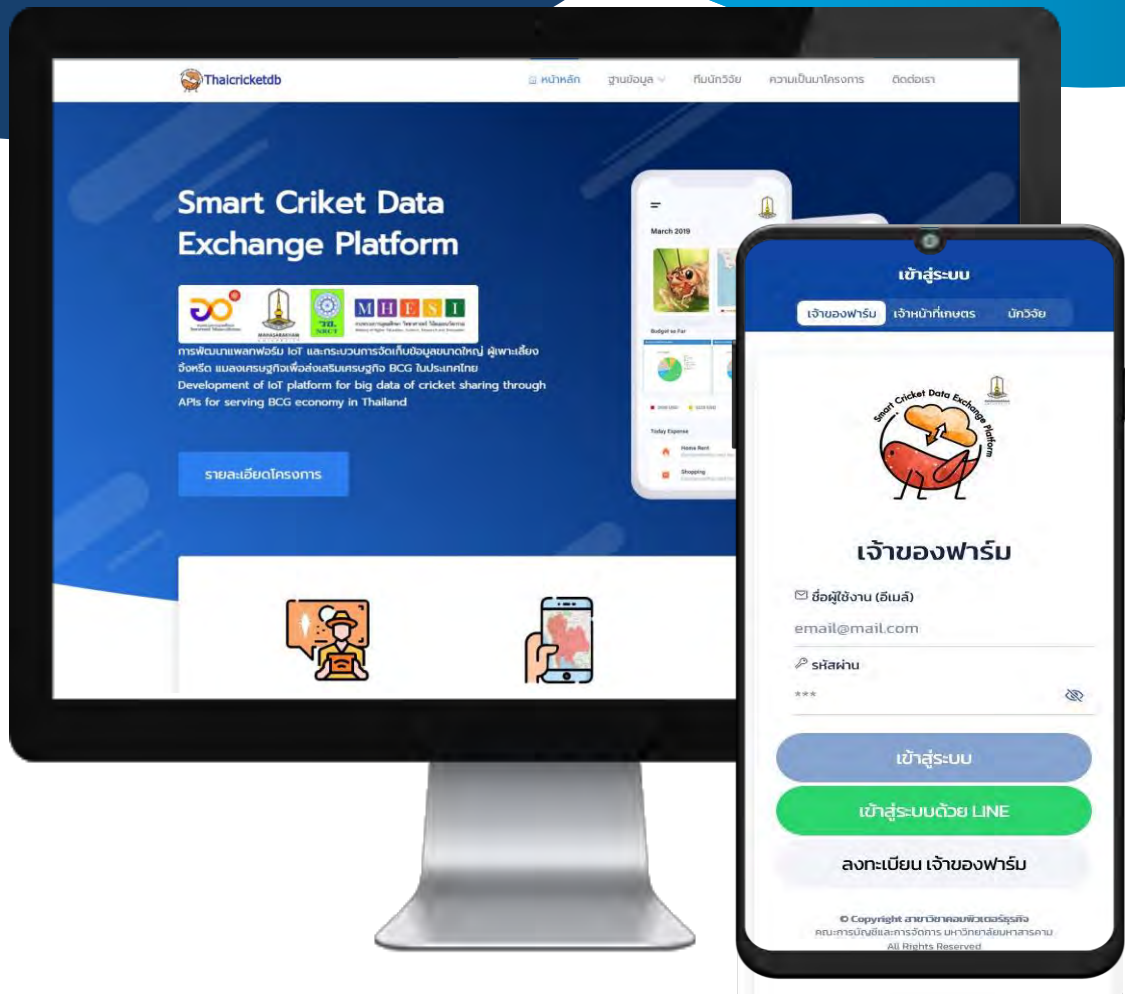 Thaicricketdb
หน้าหลัก
ฐานข้อมูล
ทีมนักวิจัย
ความเป็นมาโครงการ
ติดต่อเรา
Smart Criket Data
Exchange Platform
MAHASARAKHAM
วช.
NRCT
MHESI
การพัฒนาแพลทฟอร์ม IoT และกระบวนการจัดเก็บข้อมูลขนาดใหญ่ ผู้เพาะเลี้ยง
จิ้งหรีด แมลงเศรษฐกิจเพื่อส่งเสริมเศรษฐกิจ BCG ในประเทศไทย
Development of IoT platform for big data of cricket sharing through
APIs for serving BCG economy in Thailand
รายละเอียดโครงการ
March 2019
Budget so Far
Today Expense
Home Rent
Shopping
เข้าสู่ระบบ
เจ้าของฟาร์ม
เจ้าหน้าที่เกษตร
นักวิจัย
Smart Cricket Data Exchange Platform
เจ้าของฟาร์ม
ชื่อผู้ใช้งาน (อีเมล์)
email@mail.com
รหัสผ่าน
***
เข้าสู่ระบบ
เข้าสู่ระบบด้วย LINE
ลงทะเบียน เจ้าของฟาร์ม
© Copyright สาขาวิชาคอมพิวเตอร์ธุรกิจ
คณะการบัญชีและการจัดการ มหาวิทยาลัยมหาสารคาม
All Rights Reserved